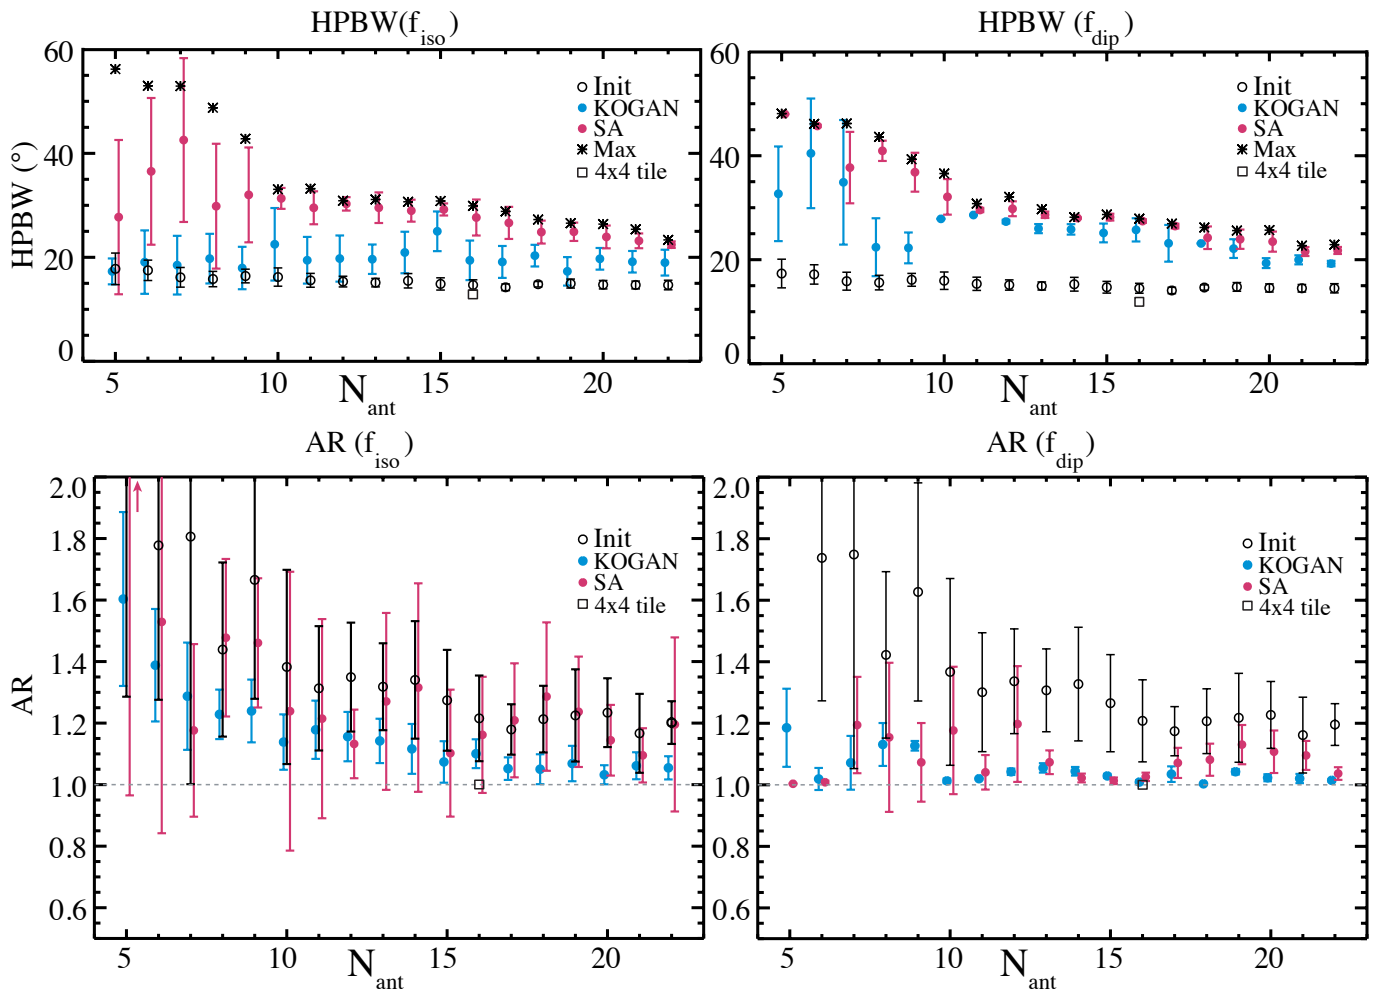 HPBW(f_iso)
HPBW (f_dip)
60
40
20
0
HPBW (°)
Init
KOGAN
SA
Max
4x4 tile
5 10 15 20
N_ant
60
40
20
0
Init
KOGAN
SA
Max
4x4 tile
5 10 15 20
N_ant
AR (f_iso)
AR (f_dip)
2.0
1.8
1.6
1.4
1.2
1.0
0.8
0.6
AR
Init
KOGAN
SA
4x4 tile
5 10 15 20
N_ant
2.0
1.8
1.6
1.4
1.2
1.0
0.8
0.6
Init
KOGAN
SA
4x4 tile
5 10 15 20
N_ant